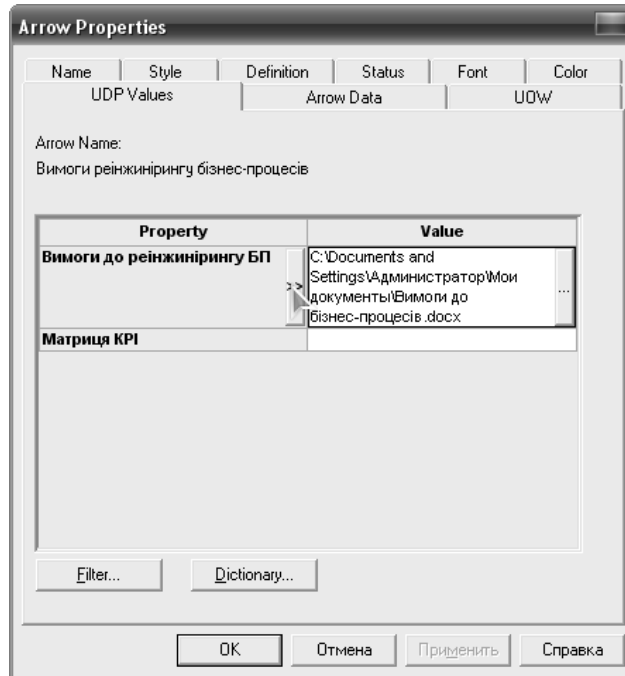 Arrow Properties
Name Style Definition Status Font Color
UDP Values Arrow Data UOW
Arrow Name:
Вимоги реінжинірингу бізнес-процесів
Property Value
Вимоги до реінжинірингу БП >> C:\Documents and
Settings\Администратор\Мои
документы\Вимоги до
бізнес-процесів.docx
...
Матриця KPI
Filter... Dictionary...
OK Отмена Применить Справка